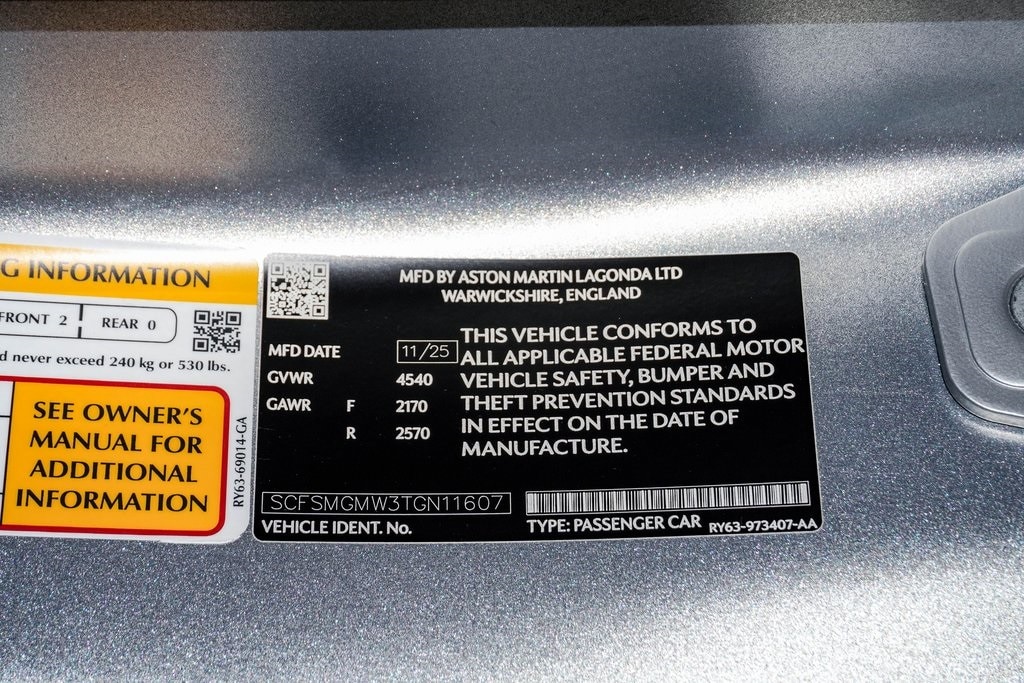 G INFORMATION
FRONT 2
REAR 0
d never exceed 240 kg or 530 lbs.
SEE OWNER'S
MANUAL FOR
ADDITIONAL
INFORMATION
RY63-69014-GA
MFD BY ASTON MARTIN LAGONDA LTD
WARWICKSHIRE, ENGLAND
MFD DATE 11/25
GVWR 4540
GAWR F 2170
R 2570
THIS VEHICLE CONFORMS TO
ALL APPLICABLE FEDERAL MOTOR
VEHICLE SAFETY, BUMPER AND
THEFT PREVENTION STANDARDS
IN EFFECT ON THE DATE OF
MANUFACTURE.
SCFSMGMW3TGN11607
VEHICLE IDENT. No.
TYPE: PASSENGER CAR
RY63-973407-AA